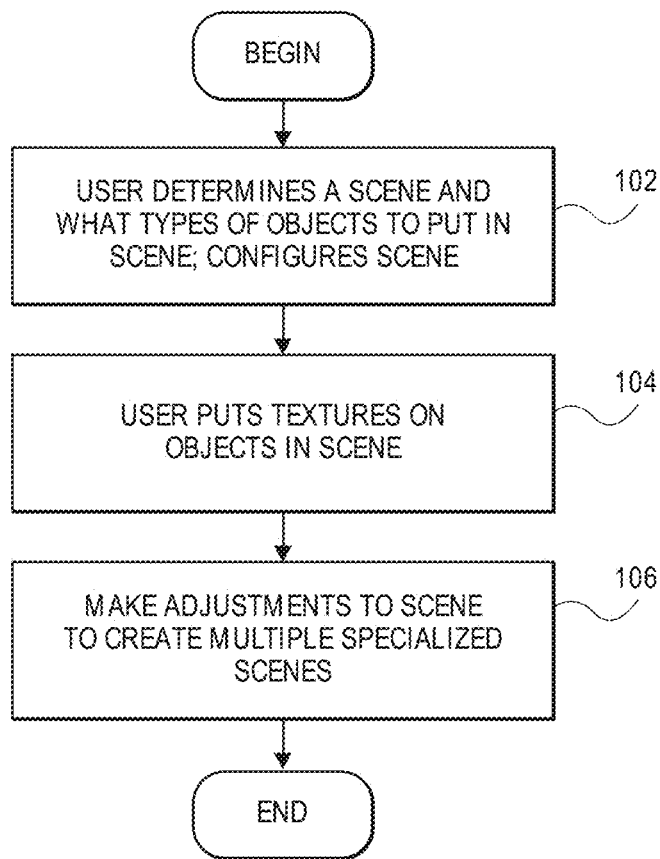 BEGIN
USER DETERMINES A SCENE AND
WHAT TYPES OF OBJECTS TO PUT IN
SCENE; CONFIGURES SCENE
102
USER PUTS TEXTURES ON
OBJECTS IN SCENE
104
MAKE ADJUSTMENTS TO SCENE
TO CREATE MULTIPLE SPECIALIZED
SCENES
106
END